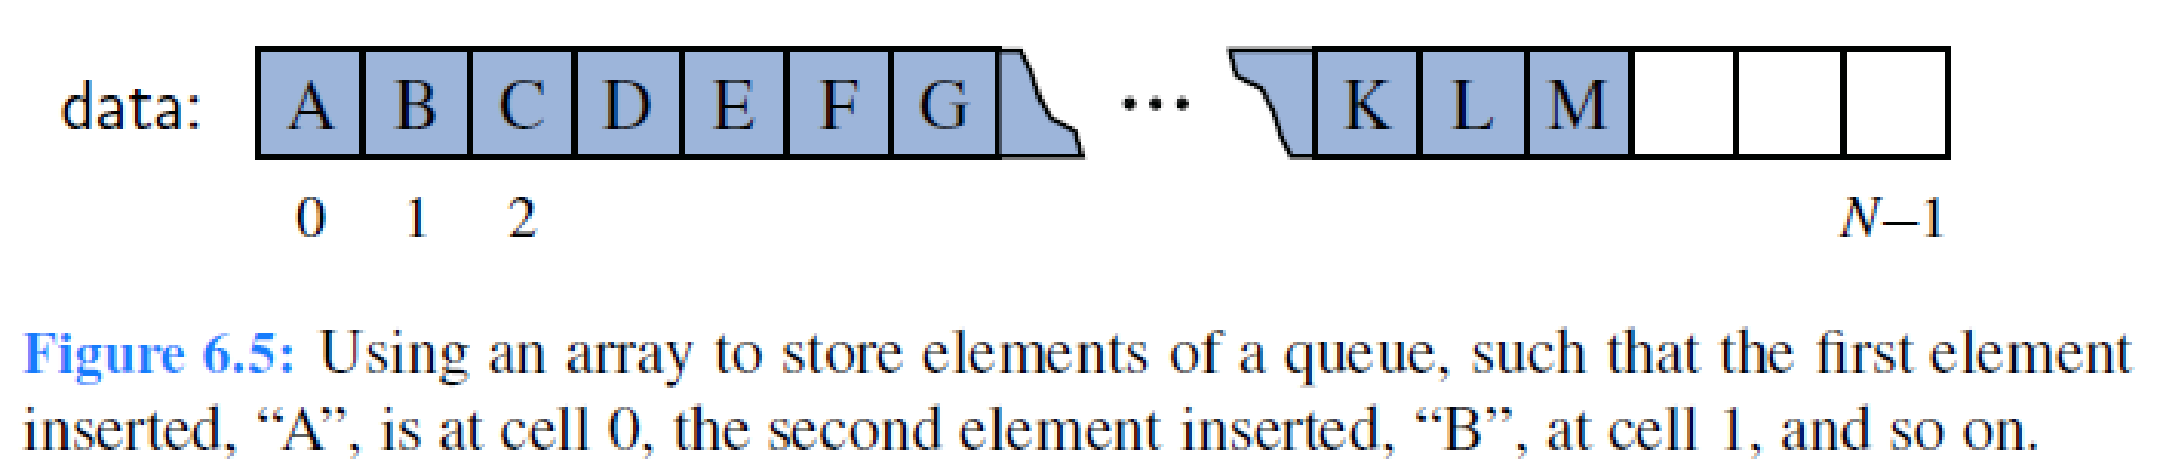 data: A B C D E F G ... K L M
0 1 2 N–1
Figure 6.5: Using an array to store elements of a queue, such that the first element
inserted, “A”, is at cell 0, the second element inserted, “B”, at cell 1, and so on.